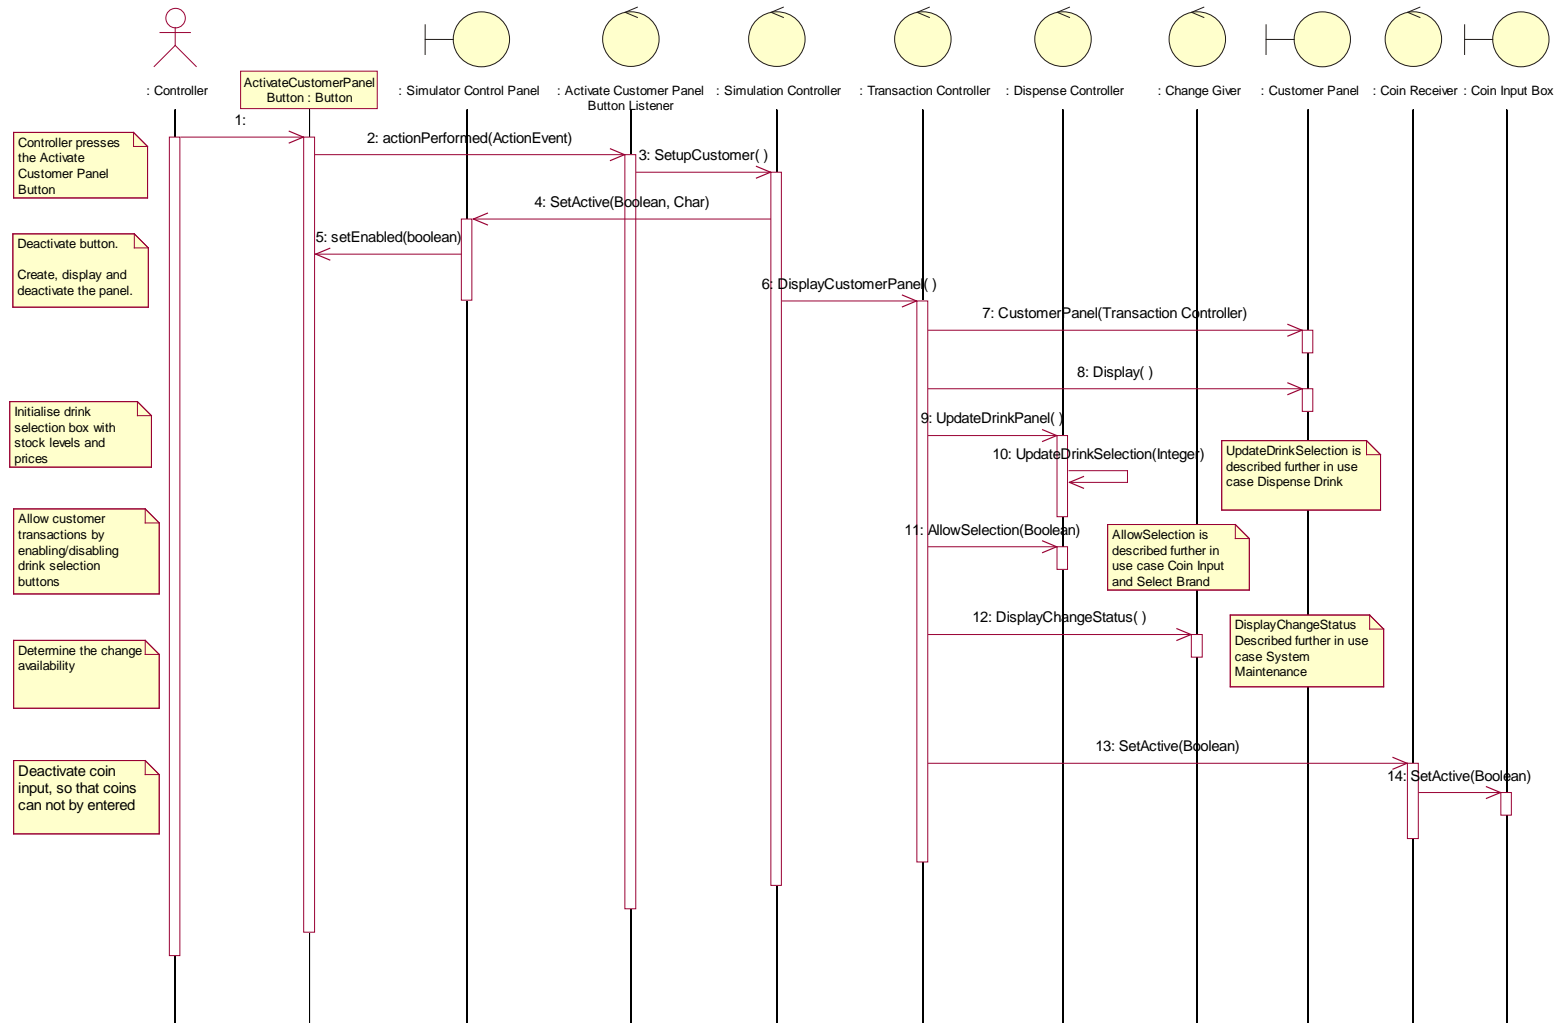 : Controller
ActivateCustomerPanel
Button : Button
: Simulator Control Panel
: Activate Customer Panel
Button Listener
: Simulation Controller
: Transaction Controller
: Dispense Controller
: Change Giver
: Customer Panel
: Coin Receiver
: Coin Input Box
1:
Controller presses
the Activate
Customer Panel
Button
2: actionPerformed(ActionEvent)
3: SetupCustomer( )
4: SetActive(Boolean, Char)
5: setEnabled(boolean)
Deactivate button.
Create, display and
deactivate the panel.
6: DisplayCustomerPanel( )
7: CustomerPanel(Transaction Controller)
8: Display( )
Initialise drink
selection box with
stock levels and
prices
9: UpdateDrinkPanel( )
10: UpdateDrinkSelection(Integer)
UpdateDrinkSelection is
described further in use
case Dispense Drink
Allow customer
transactions by
enabling/disabling
drink selection
buttons
11: AllowSelection(Boolean)
AllowSelection is
described further in
use case Coin Input
and Select Brand
12: DisplayChangeStatus( )
DisplayChangeStatus
Described further in use
case System
Maintenance
Determine the change
availability
13: SetActive(Boolean)
14: SetActive(Boolean)
Deactivate coin
input, so that coins
can not by entered